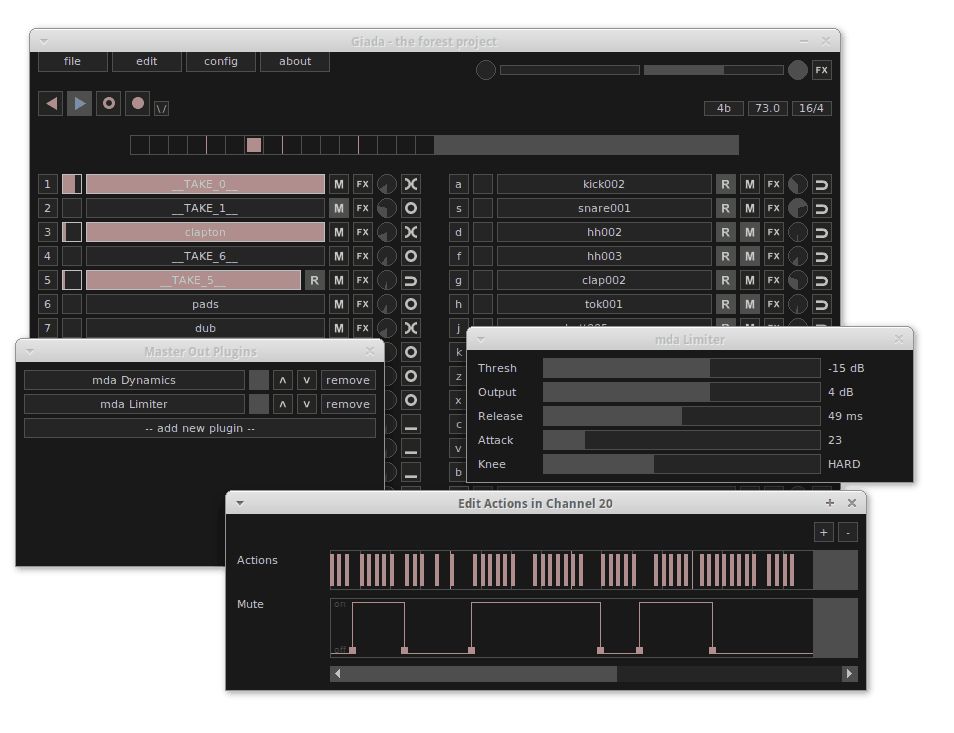 Giada - the forest project
file edit config about
FX
\/ 4b 73.0 16/4
1 __TAKE_0__ M FX a kick002 R M FX
2 __TAKE_1__ M FX s snare001 R M FX
3 clapton M FX d hh002 R M FX
4 __TAKE_6__ M FX f hh003 R M FX
5 __TAKE_5__ R M FX g clap002 R M FX
6 pads M FX h tok001 R M FX
7 dub M FX j
k
z
x
c
v
b
Master Out Plugins
mda Dynamics ʌ v remove
mda Limiter ʌ v remove
-- add new plugin --
mda Limiter
Thresh -15 dB
Output 4 dB
Release 49 ms
Attack 23
Knee HARD
Edit Actions in Channel 20
+ -
Actions
Mute on
off